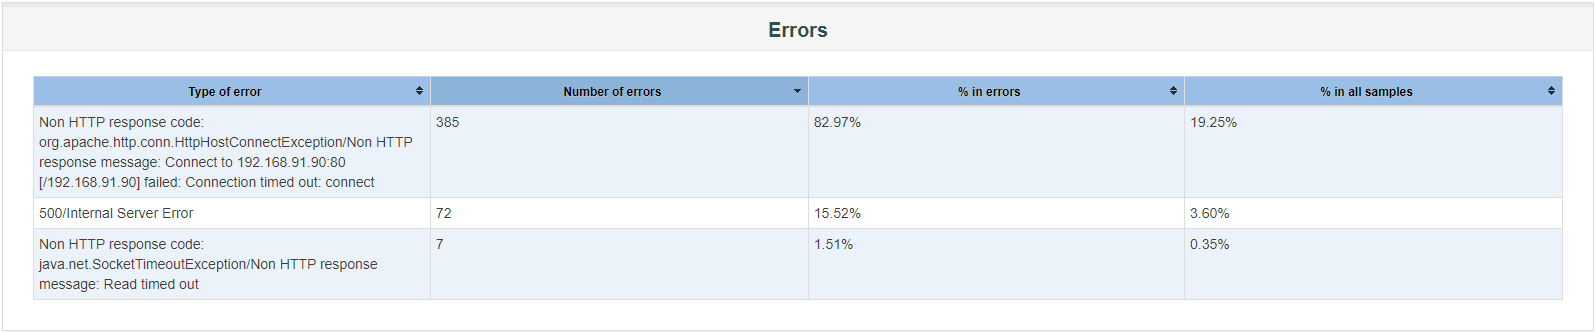 Errors
Type of error Number of errors % in errors % in all samples
Non HTTP response code: 385 82.97% 19.25%
org.apache.http.conn.HttpHostConnectException/Non HTTP
response message: Connect to 192.168.91.90:80
[/192.168.91.90] failed: Connection timed out: connect
500/Internal Server Error 72 15.52% 3.60%
Non HTTP response code: 7 1.51% 0.35%
java.net.SocketTimeoutException/Non HTTP response
message: Read timed out